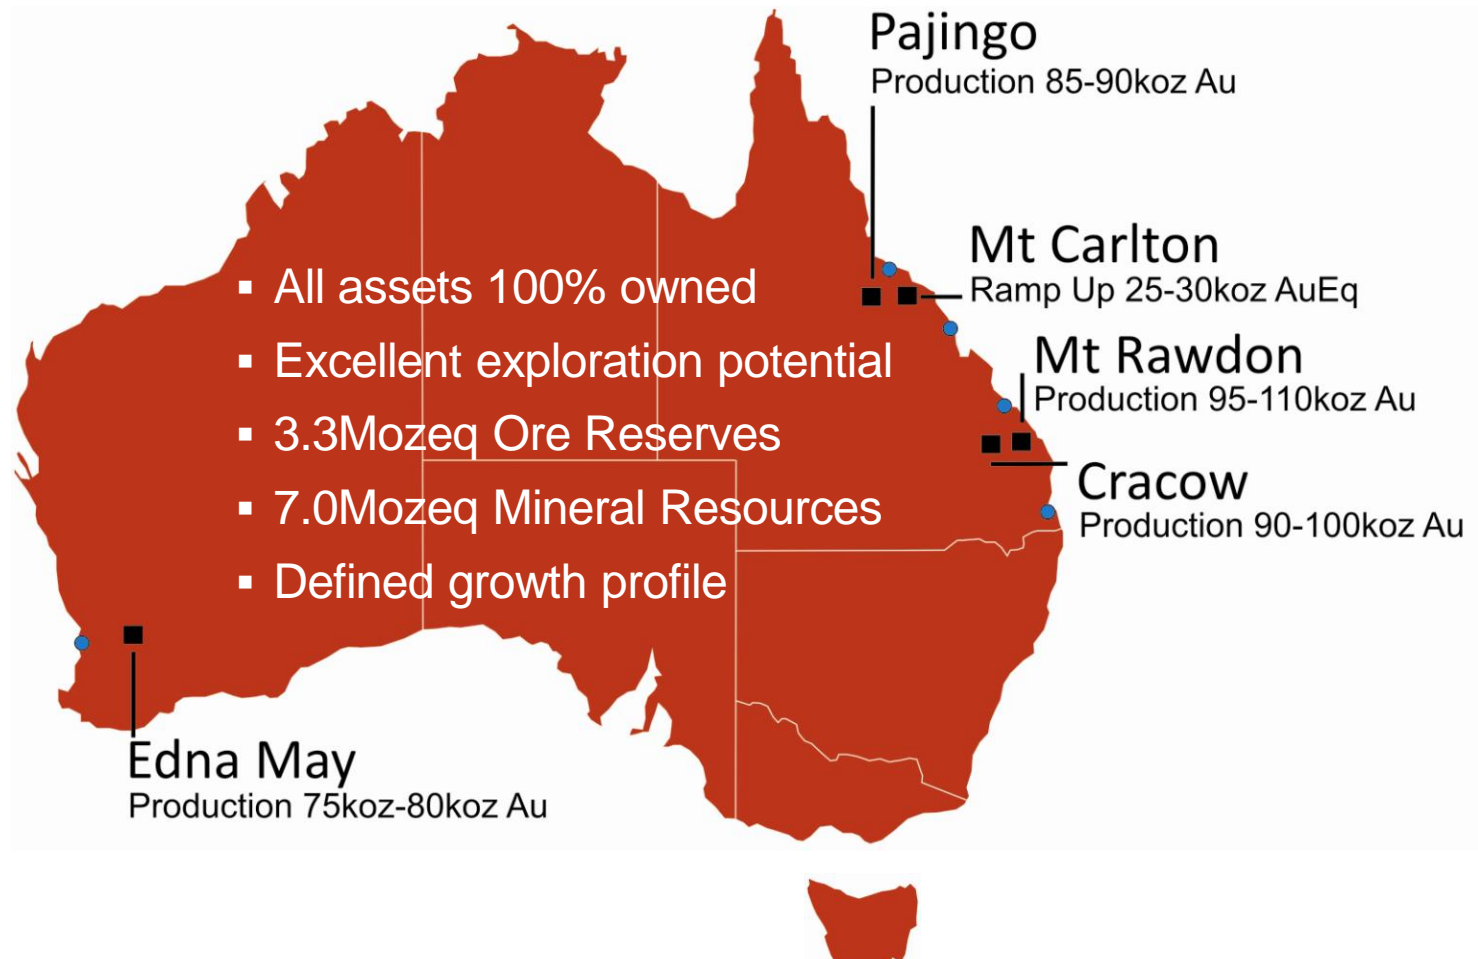 Pajingo
Production 85-90koz Au
Mt Carlton
Ramp Up 25-30koz AuEq
Mt Rawdon
Production 95-110koz Au
Cracow
Production 90-100koz Au
▪ All assets 100% owned
▪ Excellent exploration potential
▪ 3.3Mozeq Ore Reserves
▪ 7.0Mozeq Mineral Resources
▪ Defined growth profile
Edna May
Production 75koz-80koz Au